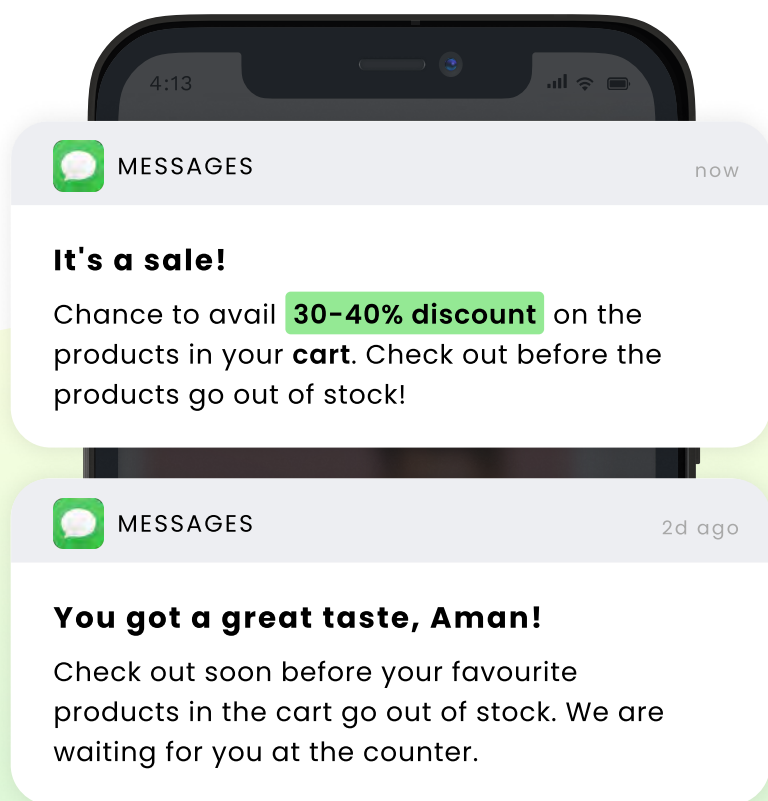 4:13
MESSAGES
now
It's a sale!
Chance to avail 30-40% discount on the
products in your cart. Check out before the
products go out of stock!
MESSAGES
2d ago
You got a great taste, Aman!
Check out soon before your favourite
products in the cart go out of stock. We are
waiting for you at the counter.